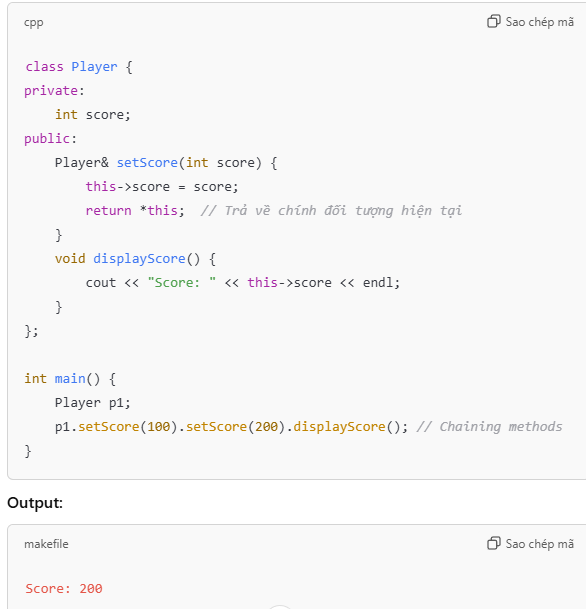 cpp
Sao chép mã
class Player {
private:
    int score;
public:
    Player& setScore(int score) {
        this->score = score;
        return *this;  // Trả về chính đối tượng hiện tại
    }
    void displayScore() {
        cout << "Score: " << this->score << endl;
    }
};

int main() {
    Player p1;
    p1.setScore(100).setScore(200).displayScore(); // Chaining methods
}
Output:
makefile
Sao chép mã
Score: 200